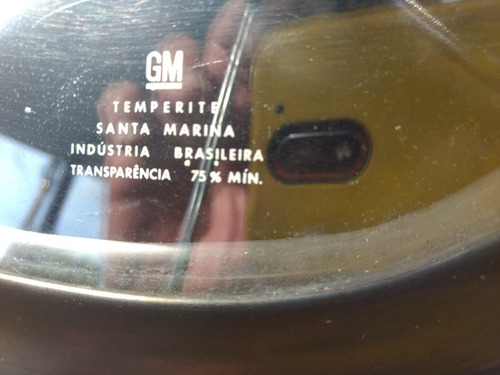 GM
TEMPERITE
SANTA MARINA
INDÚSTRIA BRASILEIRA
TRANSPARÊNCIA 75% MÍN.